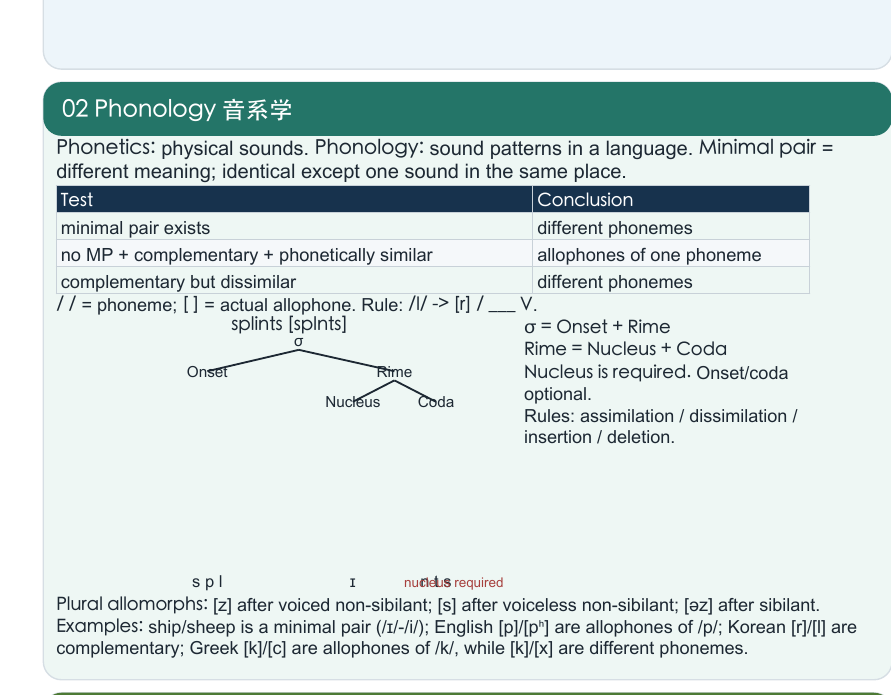 02 Phonology 音系学
Phonetics: physical sounds. Phonology: sound patterns in a language. Minimal pair =
different meaning; identical except one sound in the same place.
Test Conclusion
minimal pair exists different phonemes
no MP + complementary + phonetically similar allophones of one phoneme
complementary but dissimilar different phonemes
/ / = phoneme; [ ] = actual allophone. Rule: /l/ -> [r] / ___ V.
splints [splnts]
σ
Onset Rime
Nucleus Coda
σ = Onset + Rime
Rime = Nucleus + Coda
Nucleus is required. Onset/coda
optional.
Rules: assimilation / dissimilation /
insertion / deletion.
s p l ɪ n t s
nucleus required
Plural allomorphs: [z] after voiced non-sibilant; [s] after voiceless non-sibilant; [əz] after sibilant.
Examples: ship/sheep is a minimal pair (/ɪ/-/i/); English [p]/[pʰ] are allophones of /p/; Korean [r]/[l] are
complementary; Greek [k]/[c] are allophones of /k/, while [k]/[x] are different phonemes.